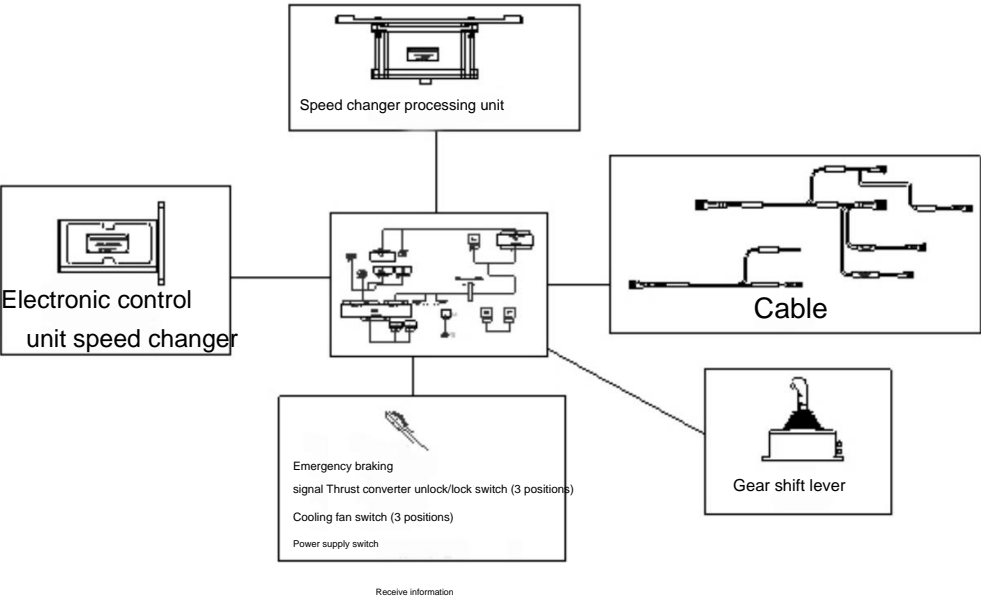 Speed changer processing unit
Electronic control
unit speed changer
Cable
Gear shift lever
Emergency braking
signal Thrust converter unlock/lock switch (3 positions)
Cooling fan switch (3 positions)
Power supply switch
Receive information